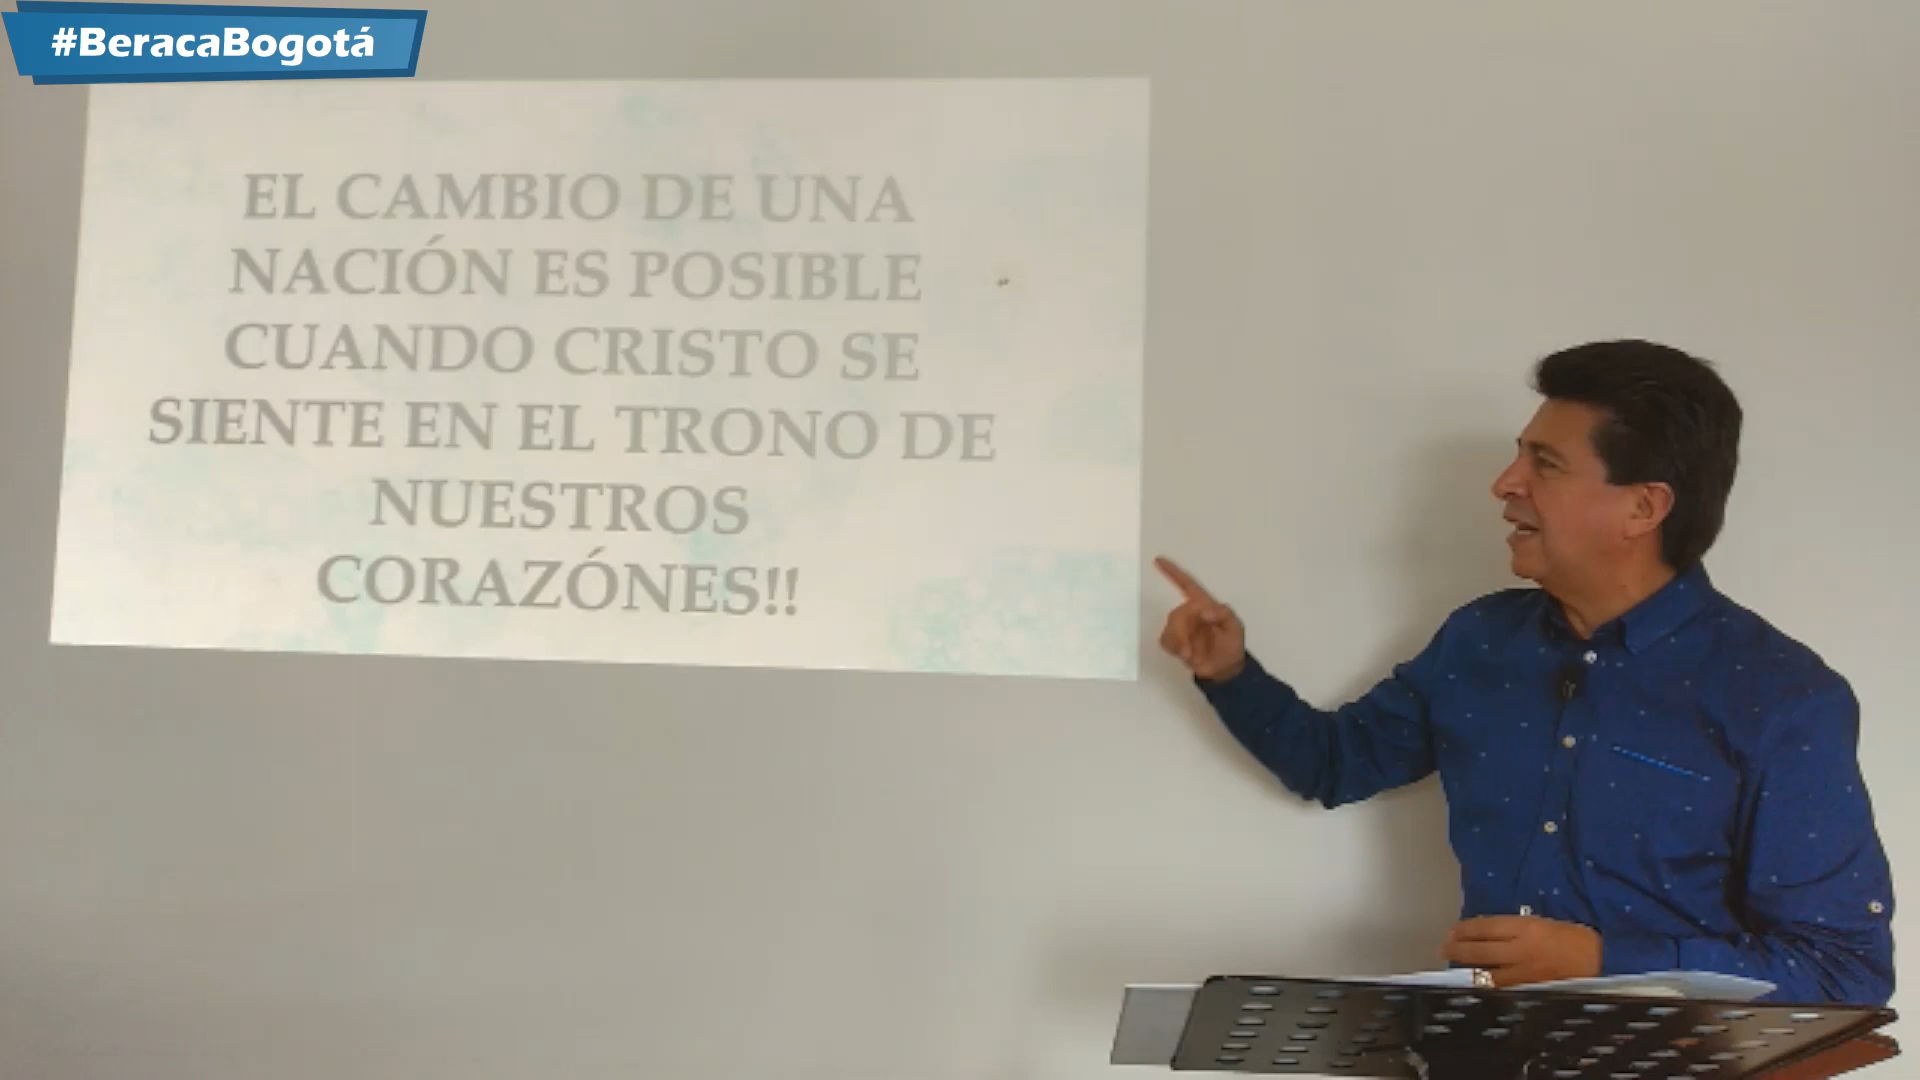 #BeracaBogotá
EL CAMBIO DE UNA
NACIÓN ES POSIBLE
CUANDO CRISTO SE
SIENTE EN EL TRONO DE
NUESTROS
CORAZÓNES!!